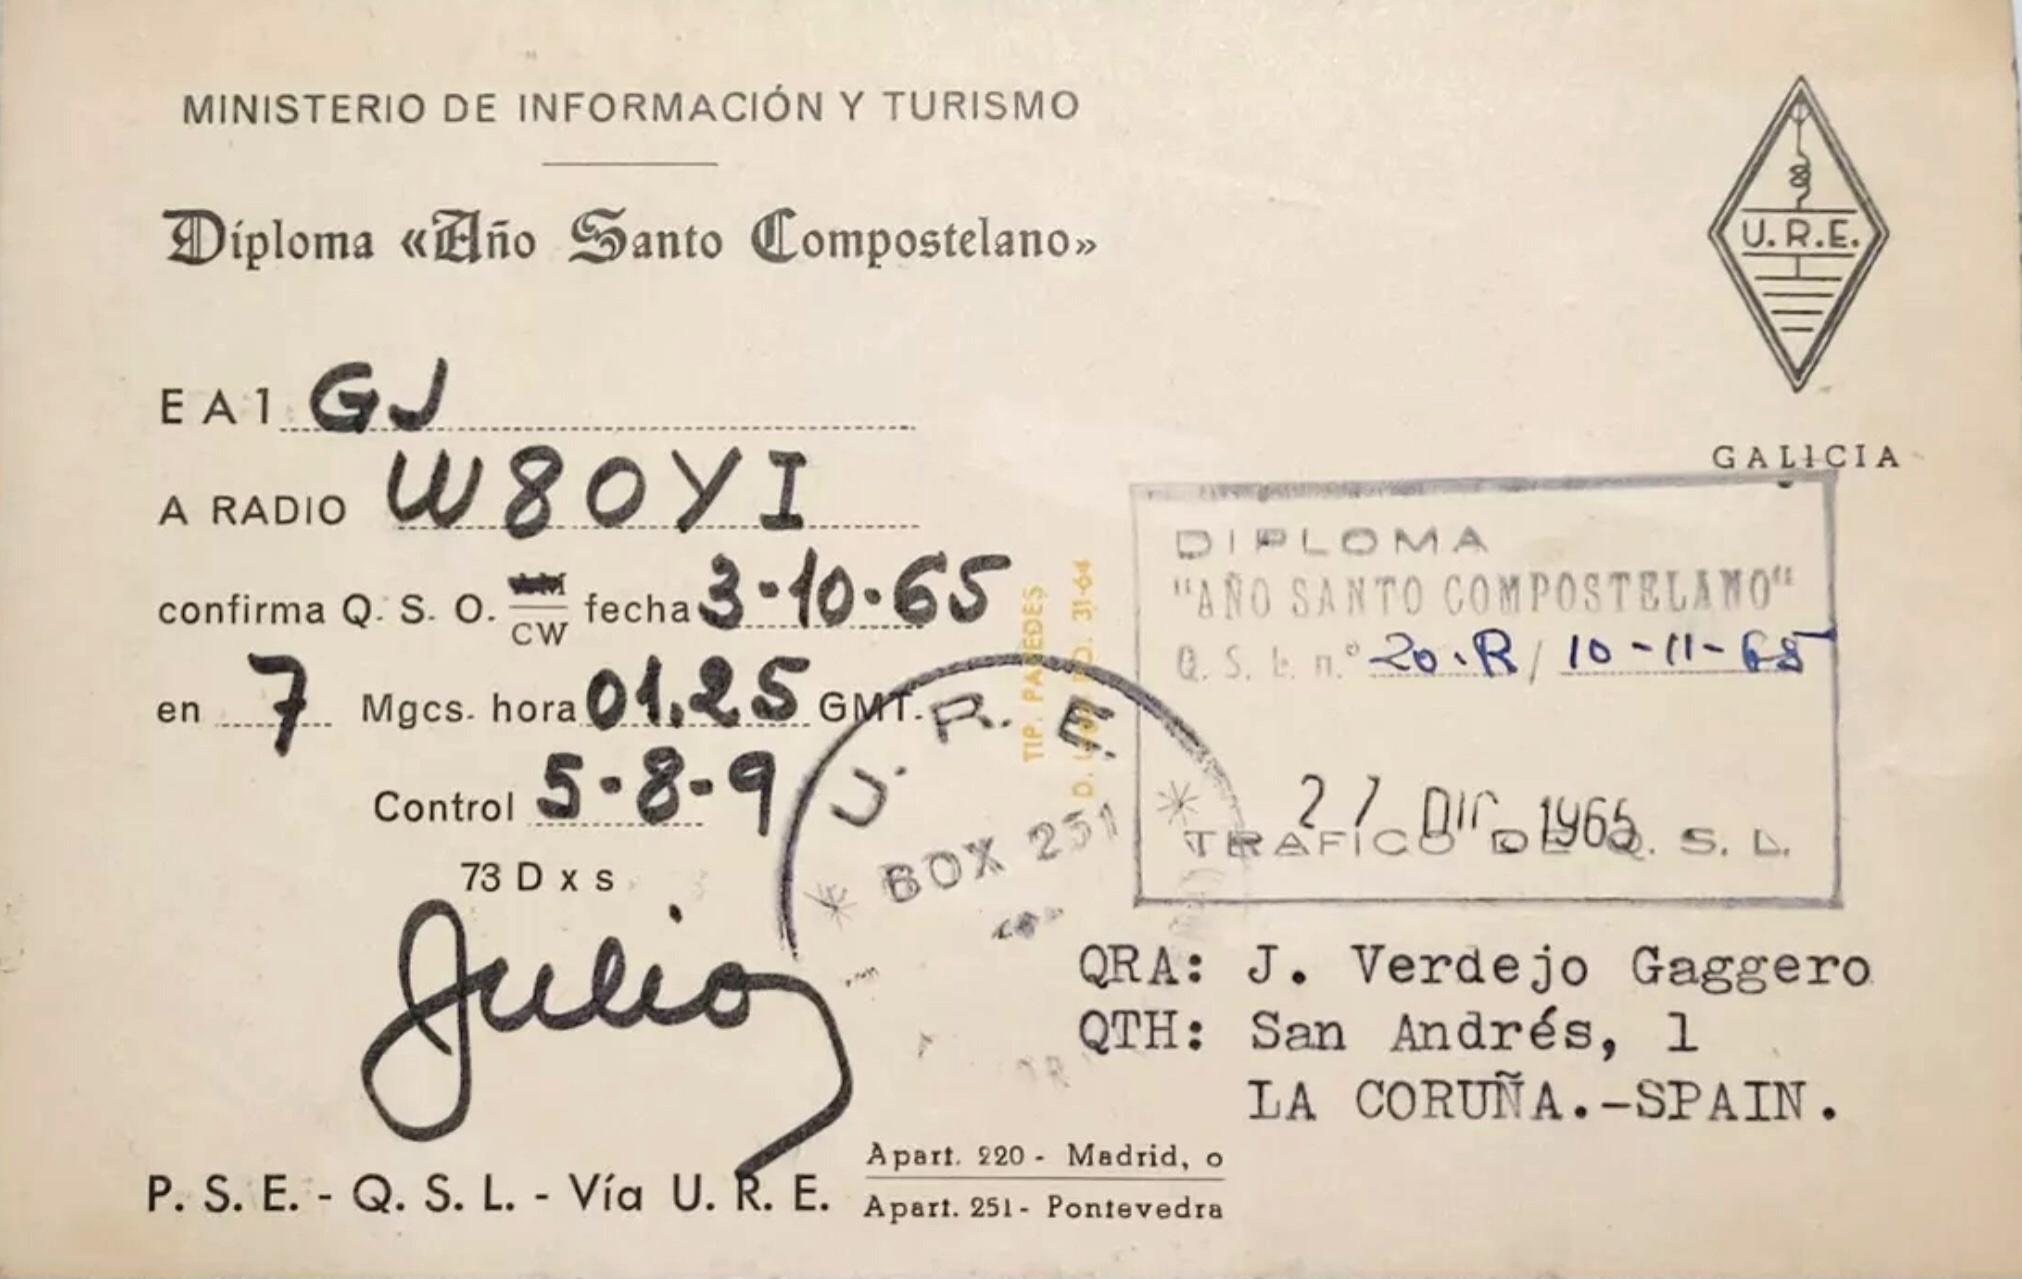 MINISTERIO DE INFORMACIÓN Y TURISMO
Diploma «Año Santo Compostelano»
U.R.E.
GALICIA
EA1 GJ
A RADIO W8OYI
confirma Q. S. O. CW fecha 3-10-65
en 7 Mgcs. hora 01.25 GMT.
Control 5-8-9
73 D x s
Julio
TIP. PAREDES
31-64
R. E.
BOX 251
DIPLOMA
"AÑO SANTO COMPOSTELANO"
Q. S. L. n.º 20.R / 10-11-65
27 DIC 1965
TRAFICO DE Q. S. L.
QRA: J. Verdejo Gaggero
QTH: San Andrés, 1
LA CORUÑA.-SPAIN.
P. S. E. - Q. S. L. - Vía U. R. E.
Apart. 220 - Madrid, o
Apart. 251 - Pontevedra